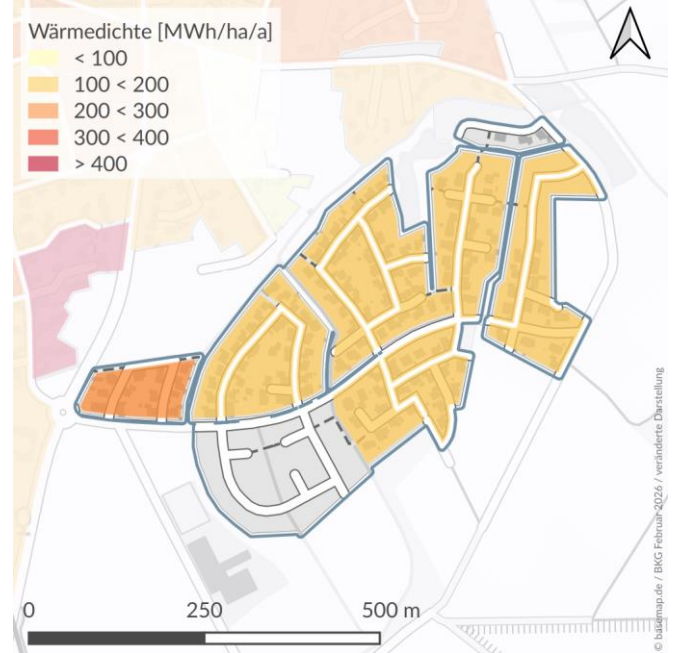 Wärmedichte [MWh/ha/a]
< 100
100 < 200
200 < 300
300 < 400
> 400
0 250 500 m
© basemap.de / BKG Februar 2026 / veränderte Darstellung